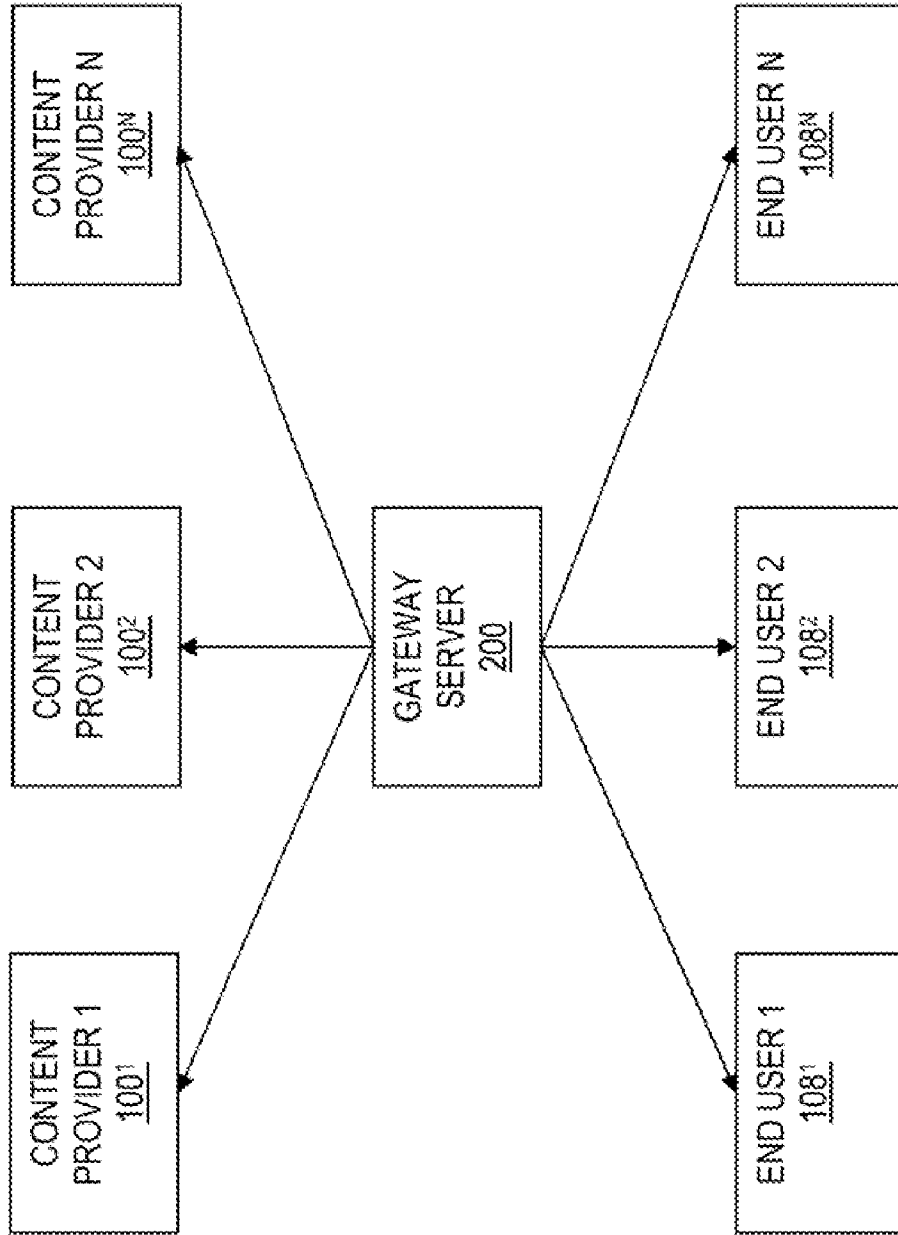 CONTENT
PROVIDER 1
100¹
CONTENT
PROVIDER 2
100²
CONTENT
PROVIDER N
100ᴺ
GATEWAY
SERVER
200
END USER 1
108¹
END USER 2
108²
END USER N
108ᴺ